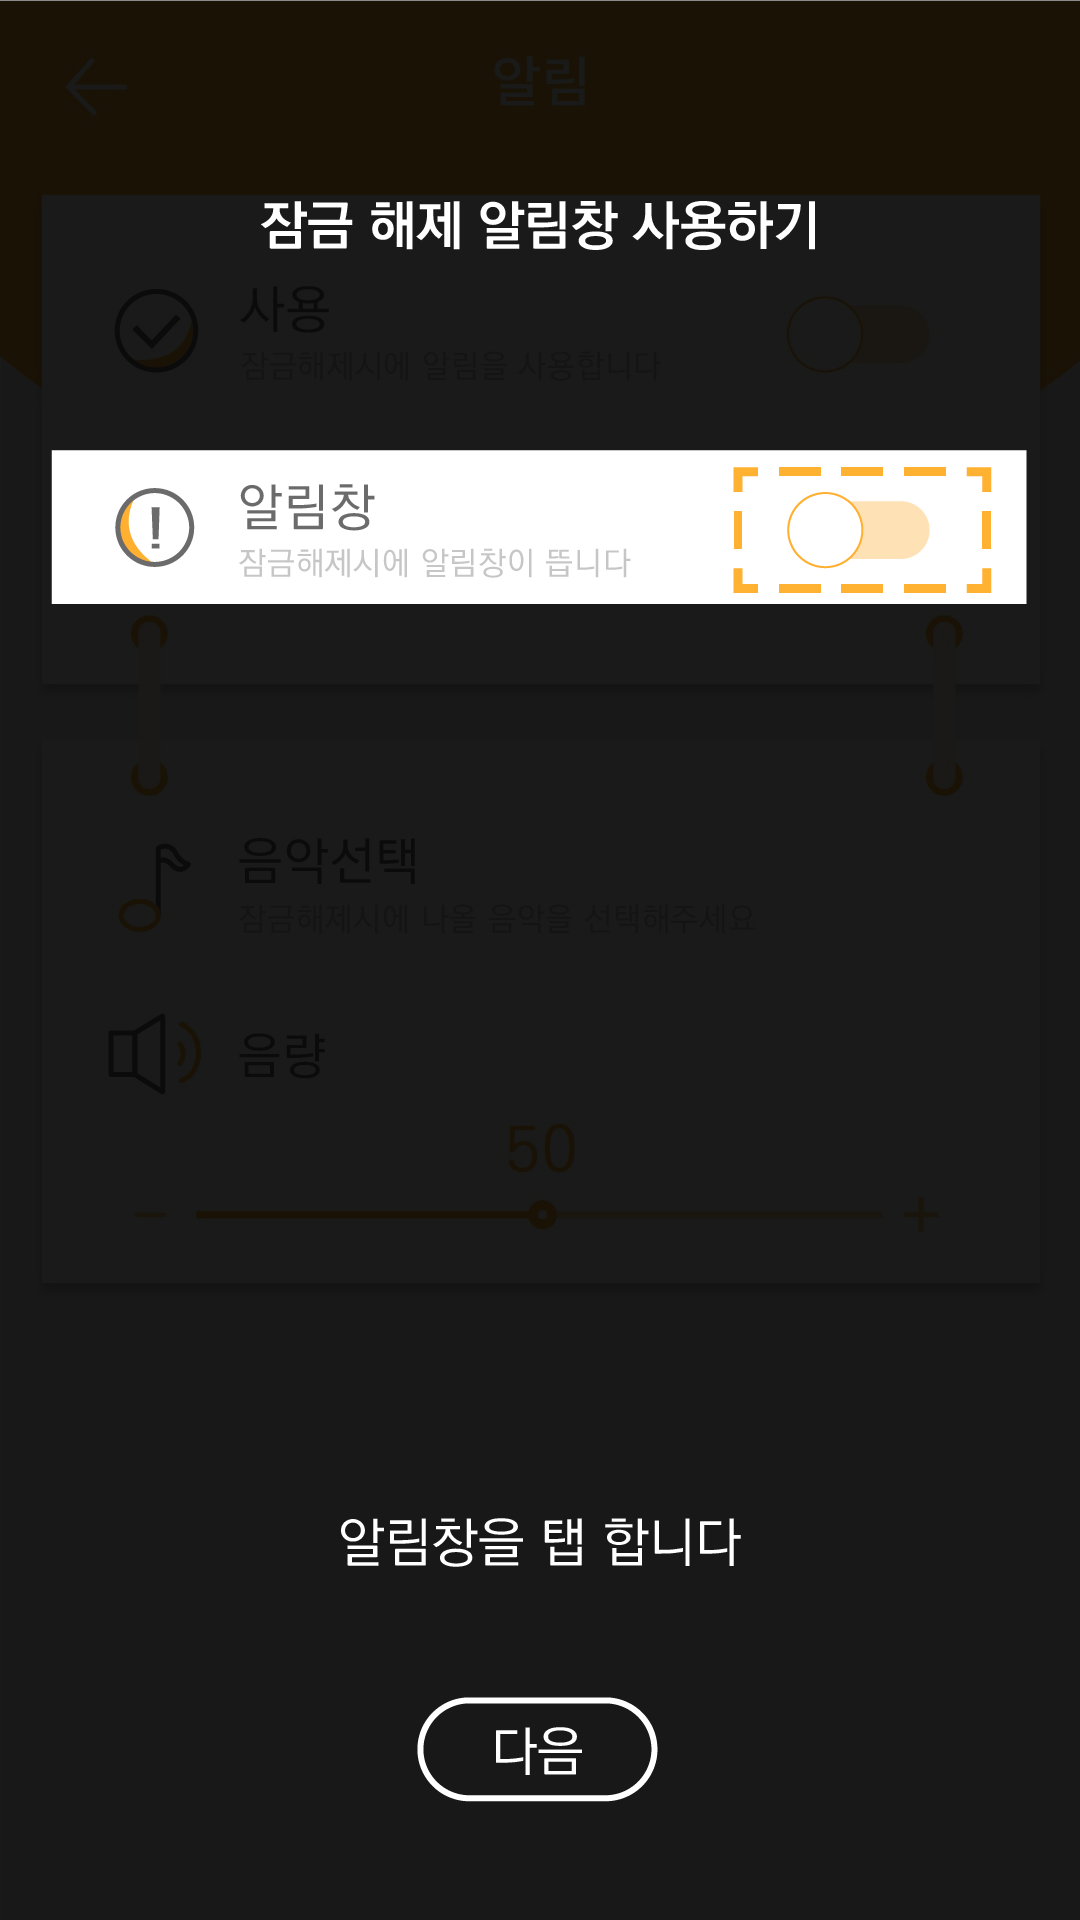 알림
잠금 해제 알림창 사용하기
사용
잠금해제시에 알림을 사용합니다
알림창
잠금해제시에 알림창이 뜹니다
음악선택
잠금해제시에 나올 음악을 선택해주세요
음량
50
알림창을 탭 합니다
다음